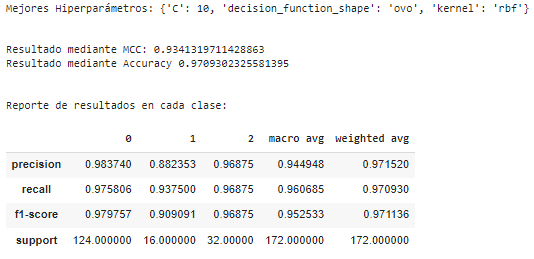 Mejores Hiperparámetros: {'C': 10, 'decision_function_shape': 'ovo', 'kernel': 'rbf'}
Resultado mediante MCC: 0.9341319711428863
Resultado mediante Accuracy 0.9709302325581395
Reporte de resultados en cada clase:
0 1 2 macro avg weighted avg
precision 0.983740 0.882353 0.96875 0.944948 0.971520
recall 0.975806 0.937500 0.96875 0.960685 0.970930
f1-score 0.979757 0.909091 0.96875 0.952533 0.971136
support 124.000000 16.000000 32.00000 172.000000 172.000000